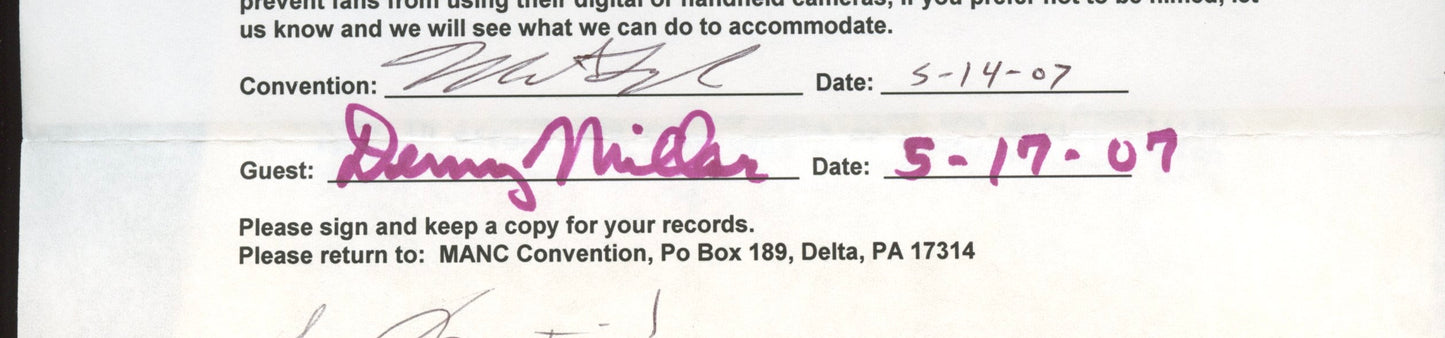 prevent fans from using their digital or handheld cameras, if you prefer not to be filmed, let
us know and we will see what we can do to accommodate.
Convention: Date: 5-14-07
Guest: Denny Miller Date: 5-17-07
Please sign and keep a copy for your records.
Please return to: MANC Convention, Po Box 189, Delta, PA 17314